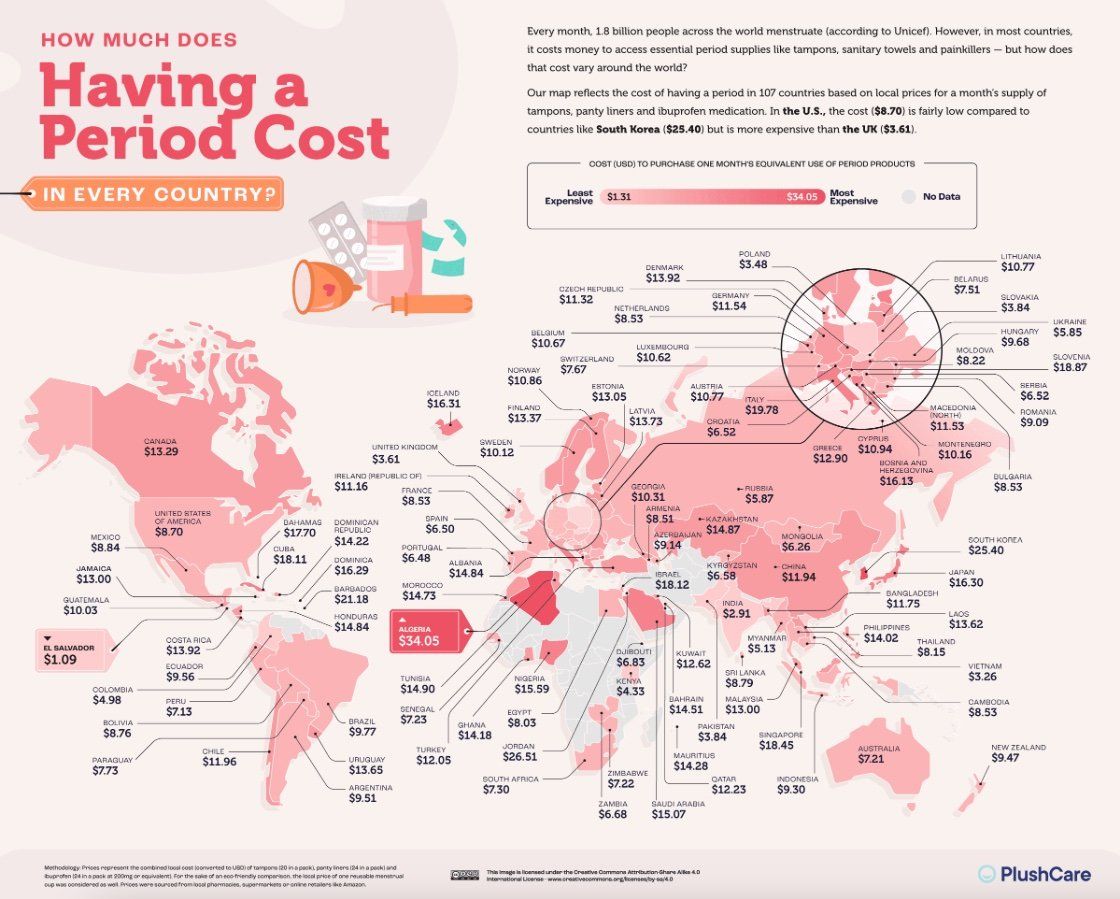 HOW MUCH DOES
Having a
Period Cost
IN EVERY COUNTRY?
Every month, 1.8 billion people across the world menstruate (according to Unicef). However, in most countries,
it costs money to access essential period supplies like tampons, sanitary towels and painkillers — but how does
that cost vary around the world?
Our map reflects the cost of having a period in 107 countries based on local prices for a month's supply of
tampons, panty liners and ibuprofen medication. In the U.S., the cost ($8.70) is fairly low compared to
countries like South Korea ($25.40) but is more expensive than the UK ($3.61).
COST (USD) TO PURCHASE ONE MONTH'S EQUIVALENT USE OF PERIOD PRODUCTS
Least
Expensive
$1.31
$34.05
Most
Expensive
No Data
POLAND
$3.48
DENMARK
$13.92
CZECH REPUBLIC
$11.32
GERMANY
$11.54
NETHERLANDS
$8.53
BELGIUM
$10.67
LUXEMBOURG
$10.62
SWITZERLAND
$7.67
LITHUANIA
$10.77
BELARUS
$7.51
SLOVAKIA
$3.84
UKRAINE
$5.85
HUNGARY
$9.68
MOLDOVA
$8.22
SLOVENIA
$18.87
SERBIA
$6.52
ROMANIA
$9.09
MACEDONIA
(NORTH)
$11.53
MONTENEGRO
$10.16
BULGARIA
$8.53
AUSTRIA
$10.77
ITALY
$19.78
CROATIA
$6.52
GREECE
$12.90
CYPRUS
$10.94
BOSNIA AND
HERZEGOVINA
$16.13
NORWAY
$10.86
ESTONIA
$13.05
FINLAND
$13.37
LATVIA
$13.73
ICELAND
$16.31
SWEDEN
$10.12
UNITED KINGDOM
$3.61
IRELAND (REPUBLIC OF)
$11.16
FRANCE
$8.53
SPAIN
$6.50
PORTUGAL
$6.48
ALBANIA
$14.84
MOROCCO
$14.73
ALGERIA
$34.05
CANADA
$13.29
UNITED STATES
OF AMERICA
$8.70
MEXICO
$8.84
JAMAICA
$13.00
GUATEMALA
$10.03
EL SALVADOR
$1.09
BAHAMAS
$17.70
CUBA
$18.11
DOMINICAN
REPUBLIC
$14.22
DOMINICA
$16.29
BARBADOS
$21.18
HONDURAS
$14.84
COSTA RICA
$13.92
ECUADOR
$9.56
COLOMBIA
$4.98
PERU
$7.13
BOLIVIA
$8.76
PARAGUAY
$7.73
CHILE
$11.96
BRAZIL
$9.77
URUGUAY
$13.65
ARGENTINA
$9.51
GEORGIA
$10.31
ARMENIA
$8.51
AZERBAIJAN
$9.14
RUSSIA
$5.87
KAZAKHSTAN
$14.87
MONGOLIA
$6.26
KYRGYZSTAN
$6.58
CHINA
$11.94
SOUTH KOREA
$25.40
JAPAN
$16.30
ISRAEL
$18.12
INDIA
$2.91
BANGLADESH
$11.75
LAOS
$13.62
PHILIPPINES
$14.02
THAILAND
$8.15
MYANMAR
$5.13
VIETNAM
$3.26
SRI LANKA
$8.79
MALAYSIA
$13.00
CAMBODIA
$8.53
SINGAPORE
$18.45
INDONESIA
$9.30
AUSTRALIA
$7.21
NEW ZEALAND
$9.47
TUNISIA
$14.90
SENEGAL
$7.23
TURKEY
$12.05
GHANA
$14.18
NIGERIA
$15.59
EGYPT
$8.03
JORDAN
$26.51
SOUTH AFRICA
$7.30
DJIBOUTI
$6.83
KENYA
$4.33
KUWAIT
$12.62
BAHRAIN
$14.51
PAKISTAN
$3.84
MAURITIUS
$14.28
QATAR
$12.23
ZIMBABWE
$7.22
ZAMBIA
$6.68
SAUDI ARABIA
$15.07
Methodology: Prices represent the combined local cost (converted to USD) of tampons (20 in a pack), panty liners (24 in a pack) and
ibuprofen (24 in a pack at 200mg or equivalent). For the sake of an eco-friendly comparison, the local price of one reusable menstrual
cup was considered as well. Prices were sourced from local pharmacies, supermarkets or online retailers like Amazon.
This image is licensed under the Creative Commons Attribution-Share Alike 4.0
International License - www.creativecommons.org/licenses/by-sa/4.0
PlushCare